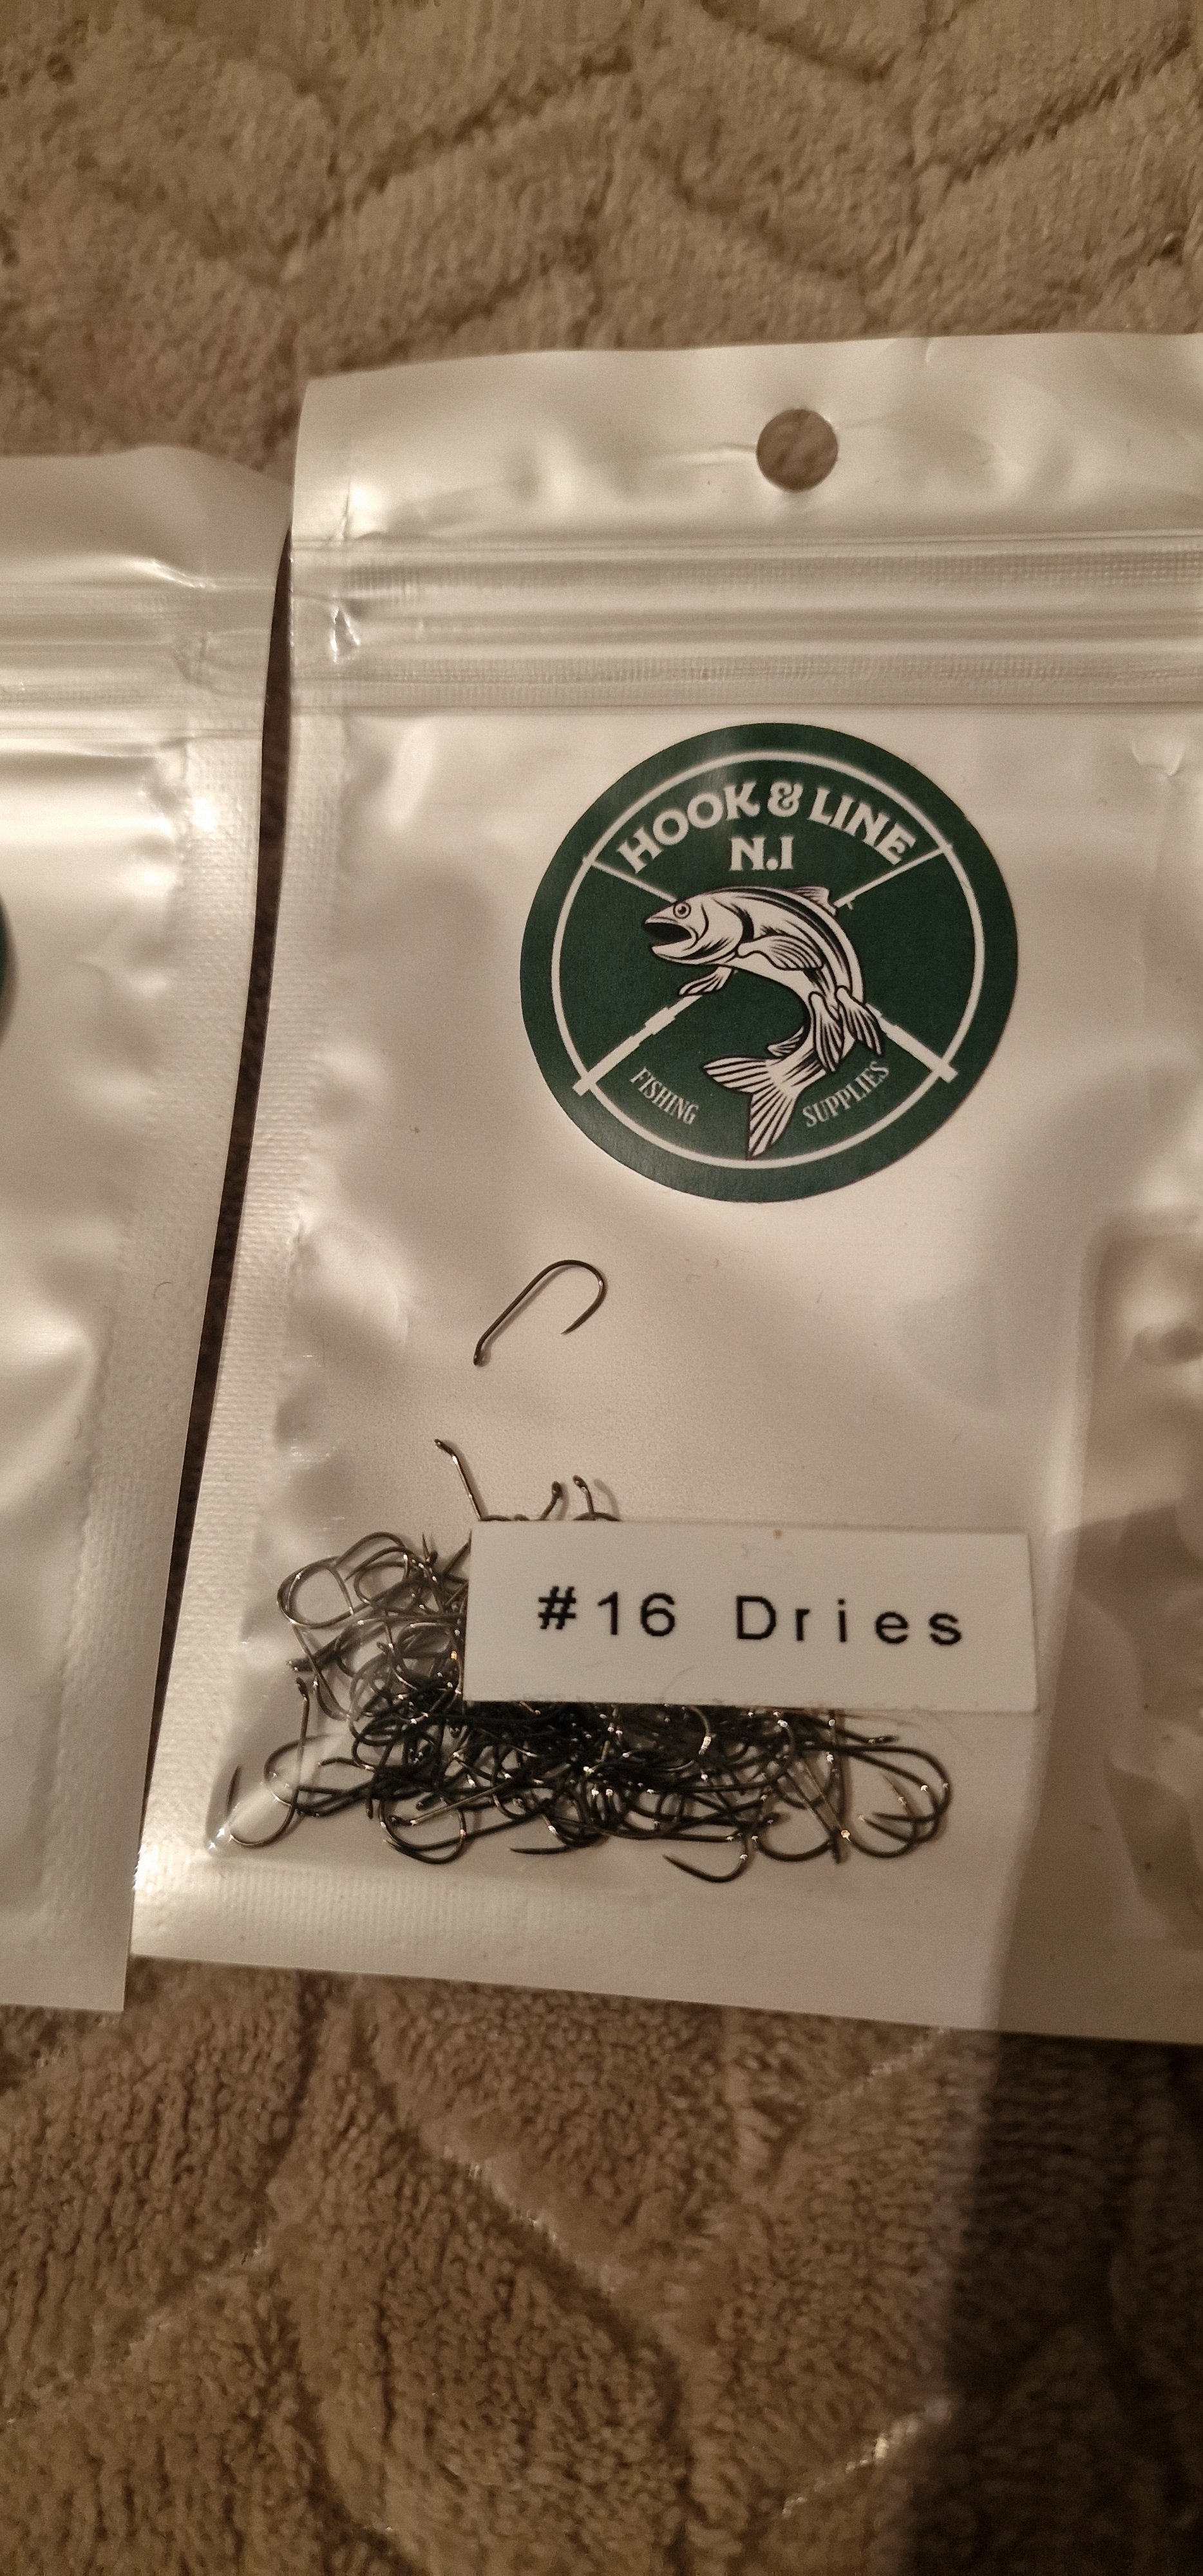 HOOK & LINE
N.I
FISHING SUPPLIES
#16 Dries